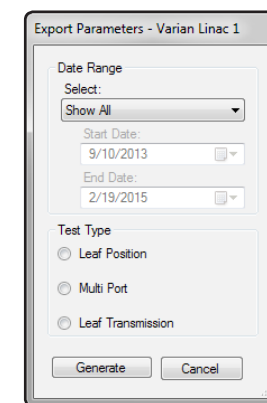 Export Parameters - Varian Linac 1
Date Range
Select:
Show All
Start Date:
9/10/2013
End Date:
2/19/2015
Test Type
Leaf Position
Multi Port
Leaf Transmission
Generate Cancel